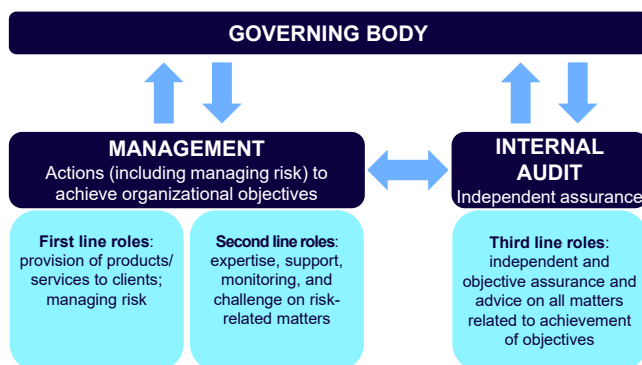 GOVERNING BODY
MANAGEMENT
Actions (including managing risk) to
achieve organizational objectives
INTERNAL
AUDIT
Independent assurance
First line roles:
provision of products/
services to clients;
managing risk
Second line roles:
expertise, support,
monitoring, and
challenge on risk-
related matters
Third line roles:
independent and
objective assurance and
advice on all matters
related to achievement
of objectives